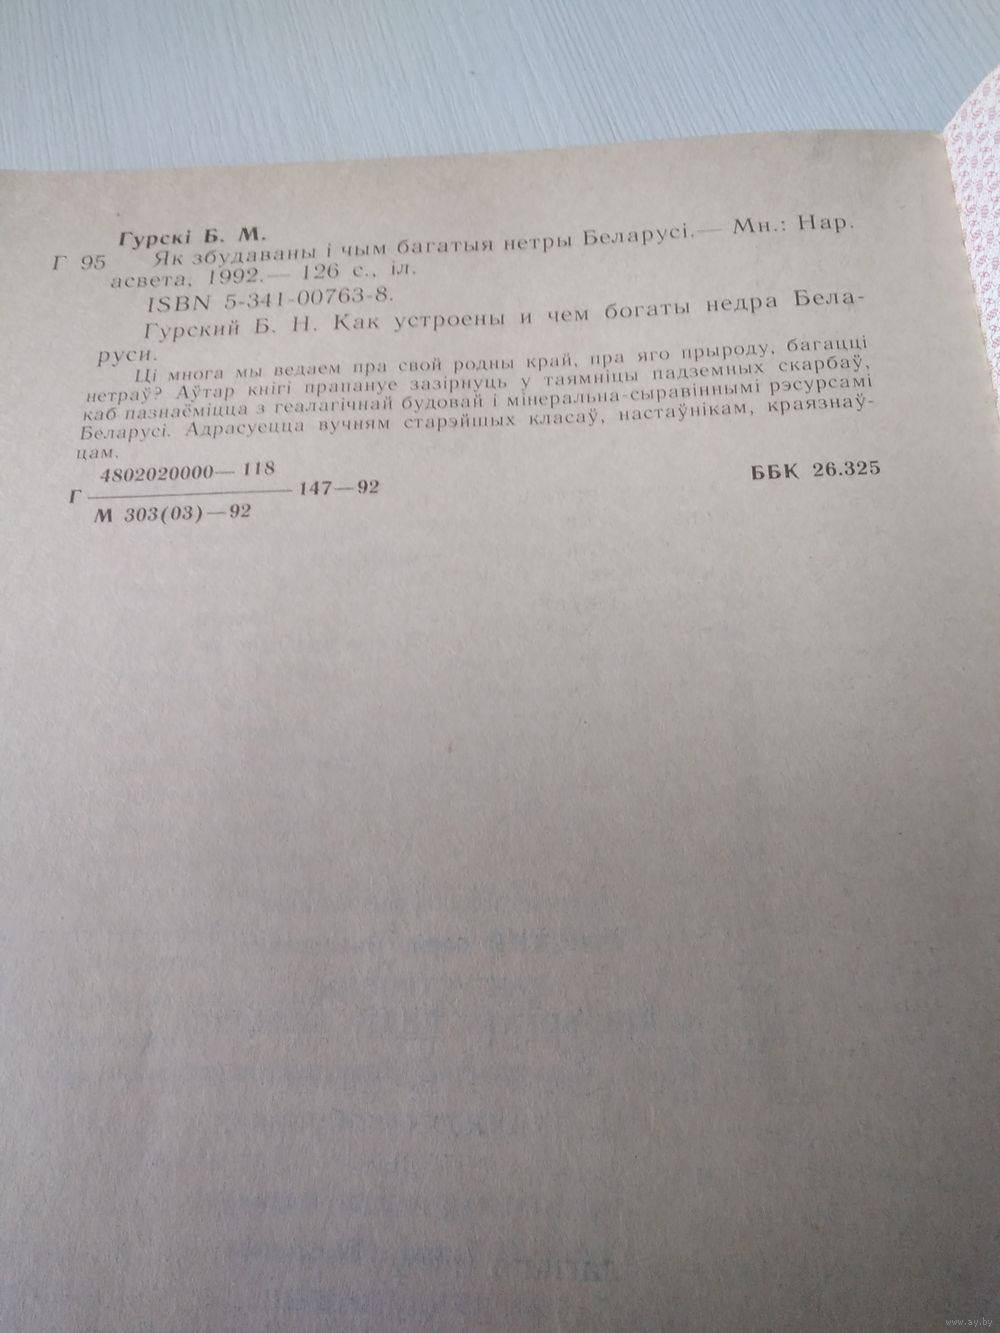 Гурскі Б. М.
Г 95 Як збудаваны і чым багатыя нетры Беларусі.— Мн.: Нар.
асвета, 1992.— 126 с., іл.
ISBN 5-341-00763-8.
Гурский Б. Н. Как устроены и чем богаты недра Бела-
руси.
Ці многа мы ведаем пра свой родны край, пра яго прыроду, багацці
нетраў? Аўтар кнігі прапануе зазірнуць у таямніцы падземных скарбаў,
каб пазнаёміцца з геалагічнай будовай і мінеральна-сыравіннымі рэсурсамі
Беларусі. Адрасуецца вучням старэйшых класаў, настаўнікам, краязнаў-
цам.
4802020000— 118
Г 147—92 ББК 26.325
М 303(03)—92
www.ay.by